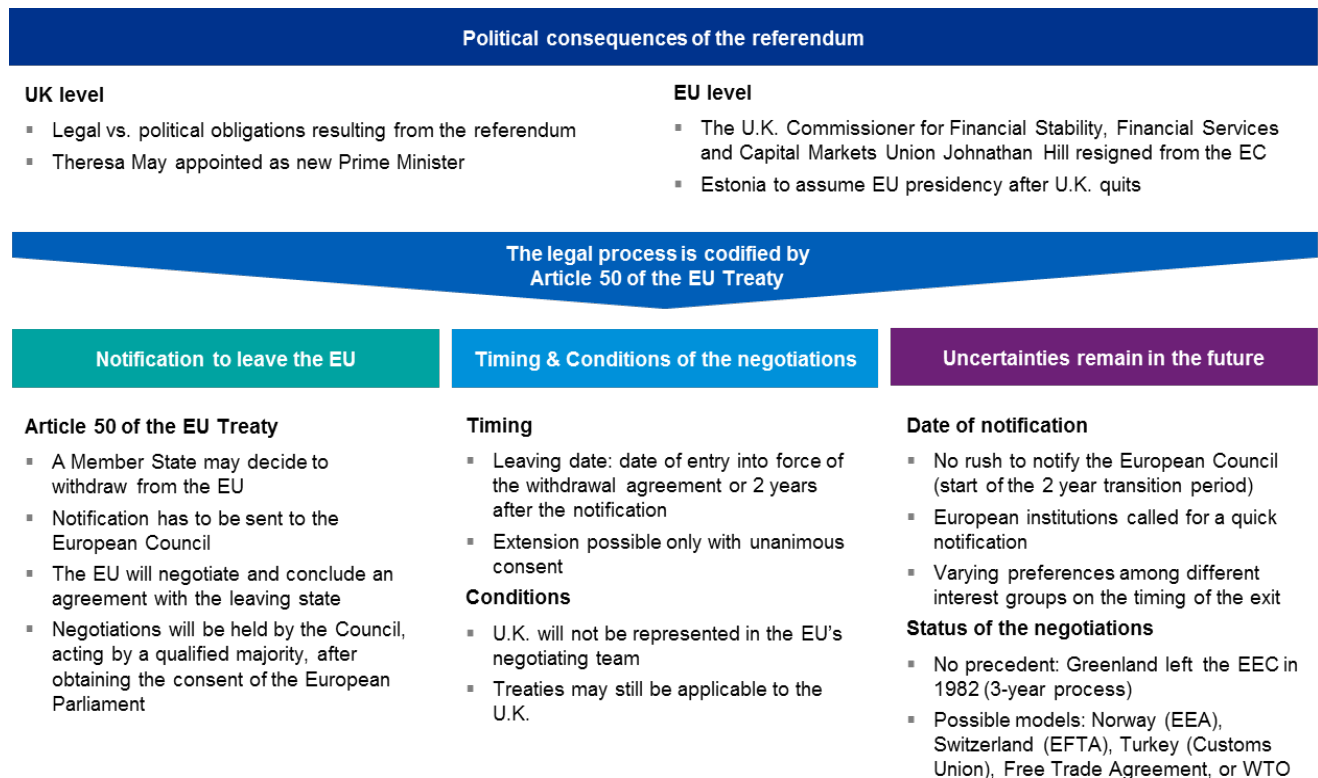 Political consequences of the referendum
UK level
▪ Legal vs. political obligations resulting from the referendum
▪ Theresa May appointed as new Prime Minister
EU level
▪ The U.K. Commissioner for Financial Stability, Financial Services
and Capital Markets Union Johnathan Hill resigned from the EC
▪ Estonia to assume EU presidency after U.K. quits
The legal process is codified by
Article 50 of the EU Treaty
Notification to leave the EU
Article 50 of the EU Treaty
▪ A Member State may decide to
withdraw from the EU
▪ Notification has to be sent to the
European Council
▪ The EU will negotiate and conclude an
agreement with the leaving state
▪ Negotiations will be held by the Council,
acting by a qualified majority, after
obtaining the consent of the European
Parliament
Timing & Conditions of the negotiations
Timing
▪ Leaving date: date of entry into force of
the withdrawal agreement or 2 years
after the notification
▪ Extension possible only with unanimous
consent
Conditions
▪ U.K. will not be represented in the EU's
negotiating team
▪ Treaties may still be applicable to the
U.K.
Uncertainties remain in the future
Date of notification
▪ No rush to notify the European Council
(start of the 2 year transition period)
▪ European institutions called for a quick
notification
▪ Varying preferences among different
interest groups on the timing of the exit
Status of the negotiations
▪ No precedent: Greenland left the EEC in
1982 (3-year process)
▪ Possible models: Norway (EEA),
Switzerland (EFTA), Turkey (Customs
Union), Free Trade Agreement, or WTO